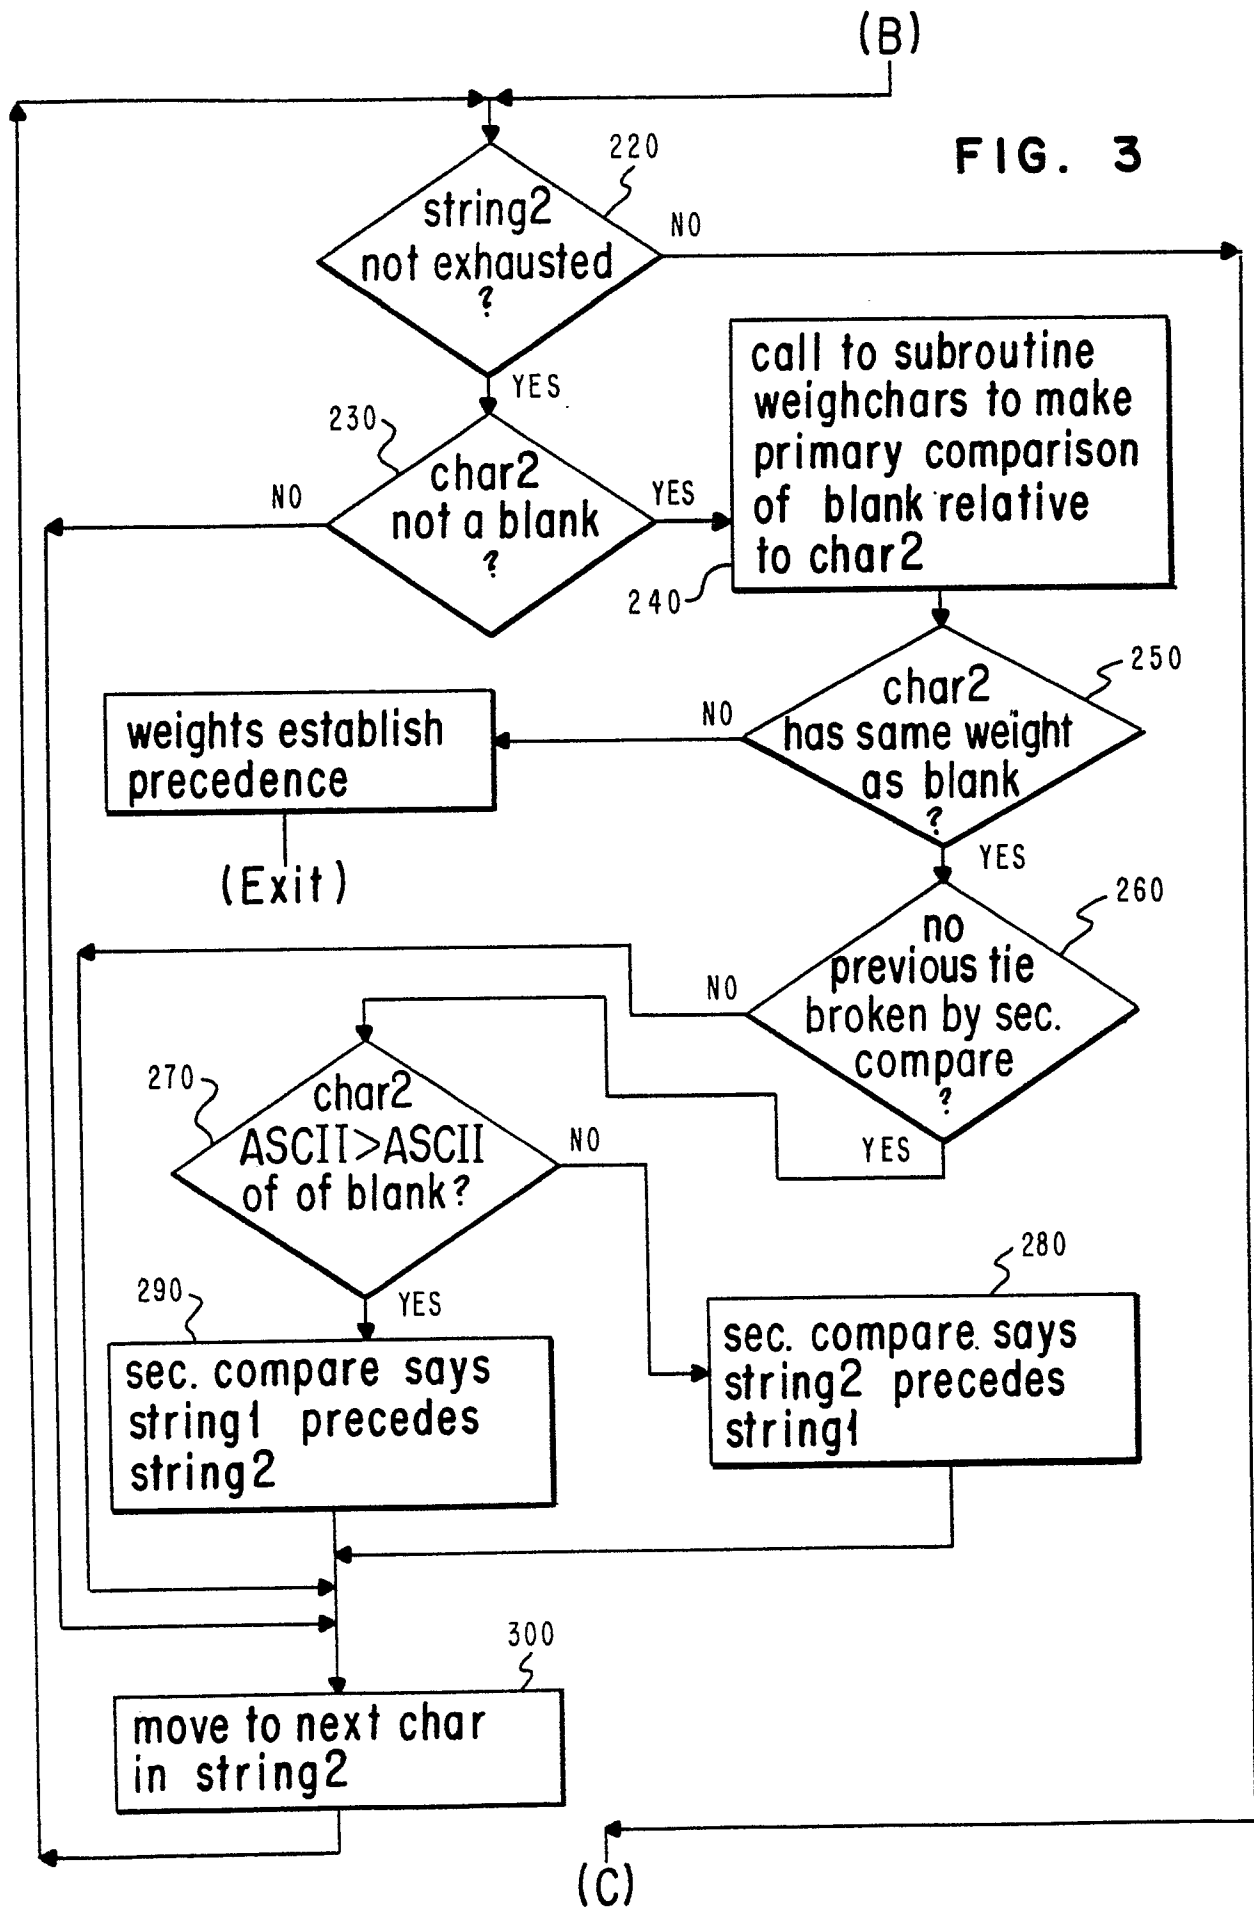 (B)
FIG. 3
220
string2
not exhausted
?
NO
YES
call to subroutine
weighchars to make
primary comparison
of blank relative
to char2
240
230
char2
not a blank
?
NO
YES
250
char2
has same weight
as blank
?
NO
YES
weights establish
precedence
(Exit)
260
no
previous tie
broken by sec.
compare
?
NO
YES
270
char2
ASCII>ASCII
of of blank?
NO
YES
280
sec. compare says
string2 precedes
string1
290
sec. compare says
string1 precedes
string2
300
move to next char
in string2
(C)